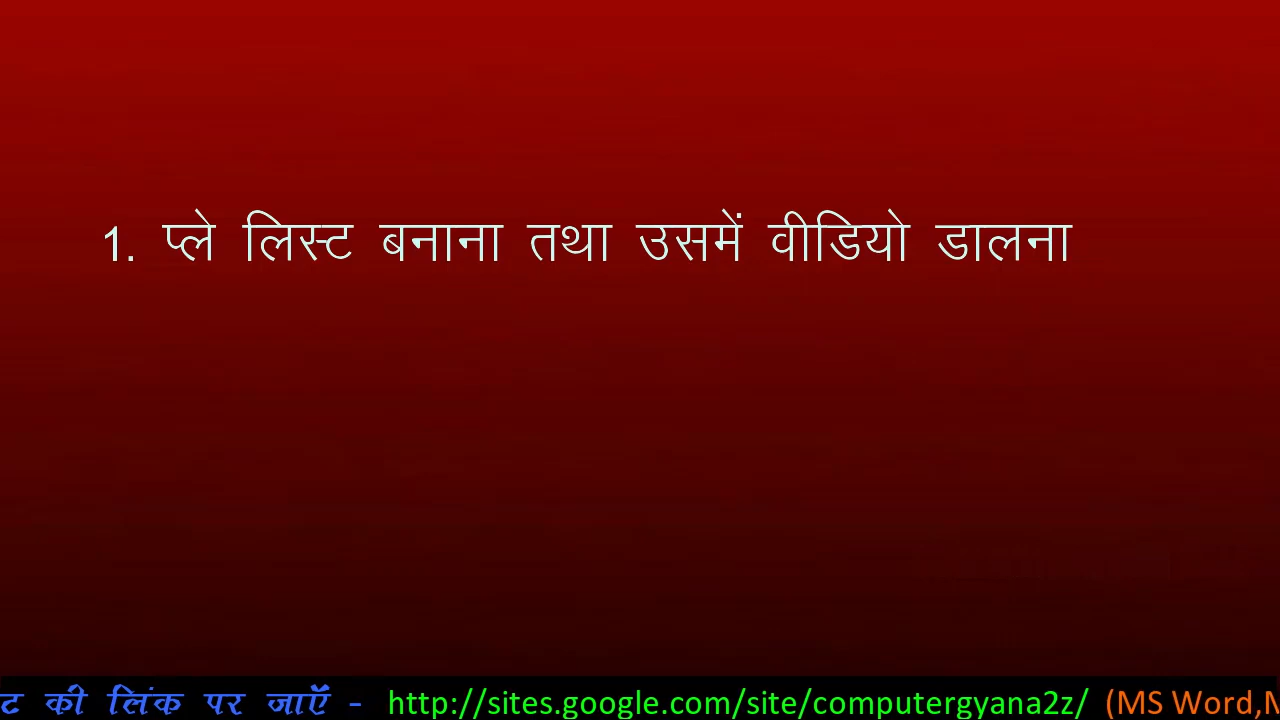 1. प्ले लिस्ट बनाना तथा उसमें वीडियो डालना
की लिंक पर जाएँ - http://sites.google.com/site/computergyana2z/ (MS Word,